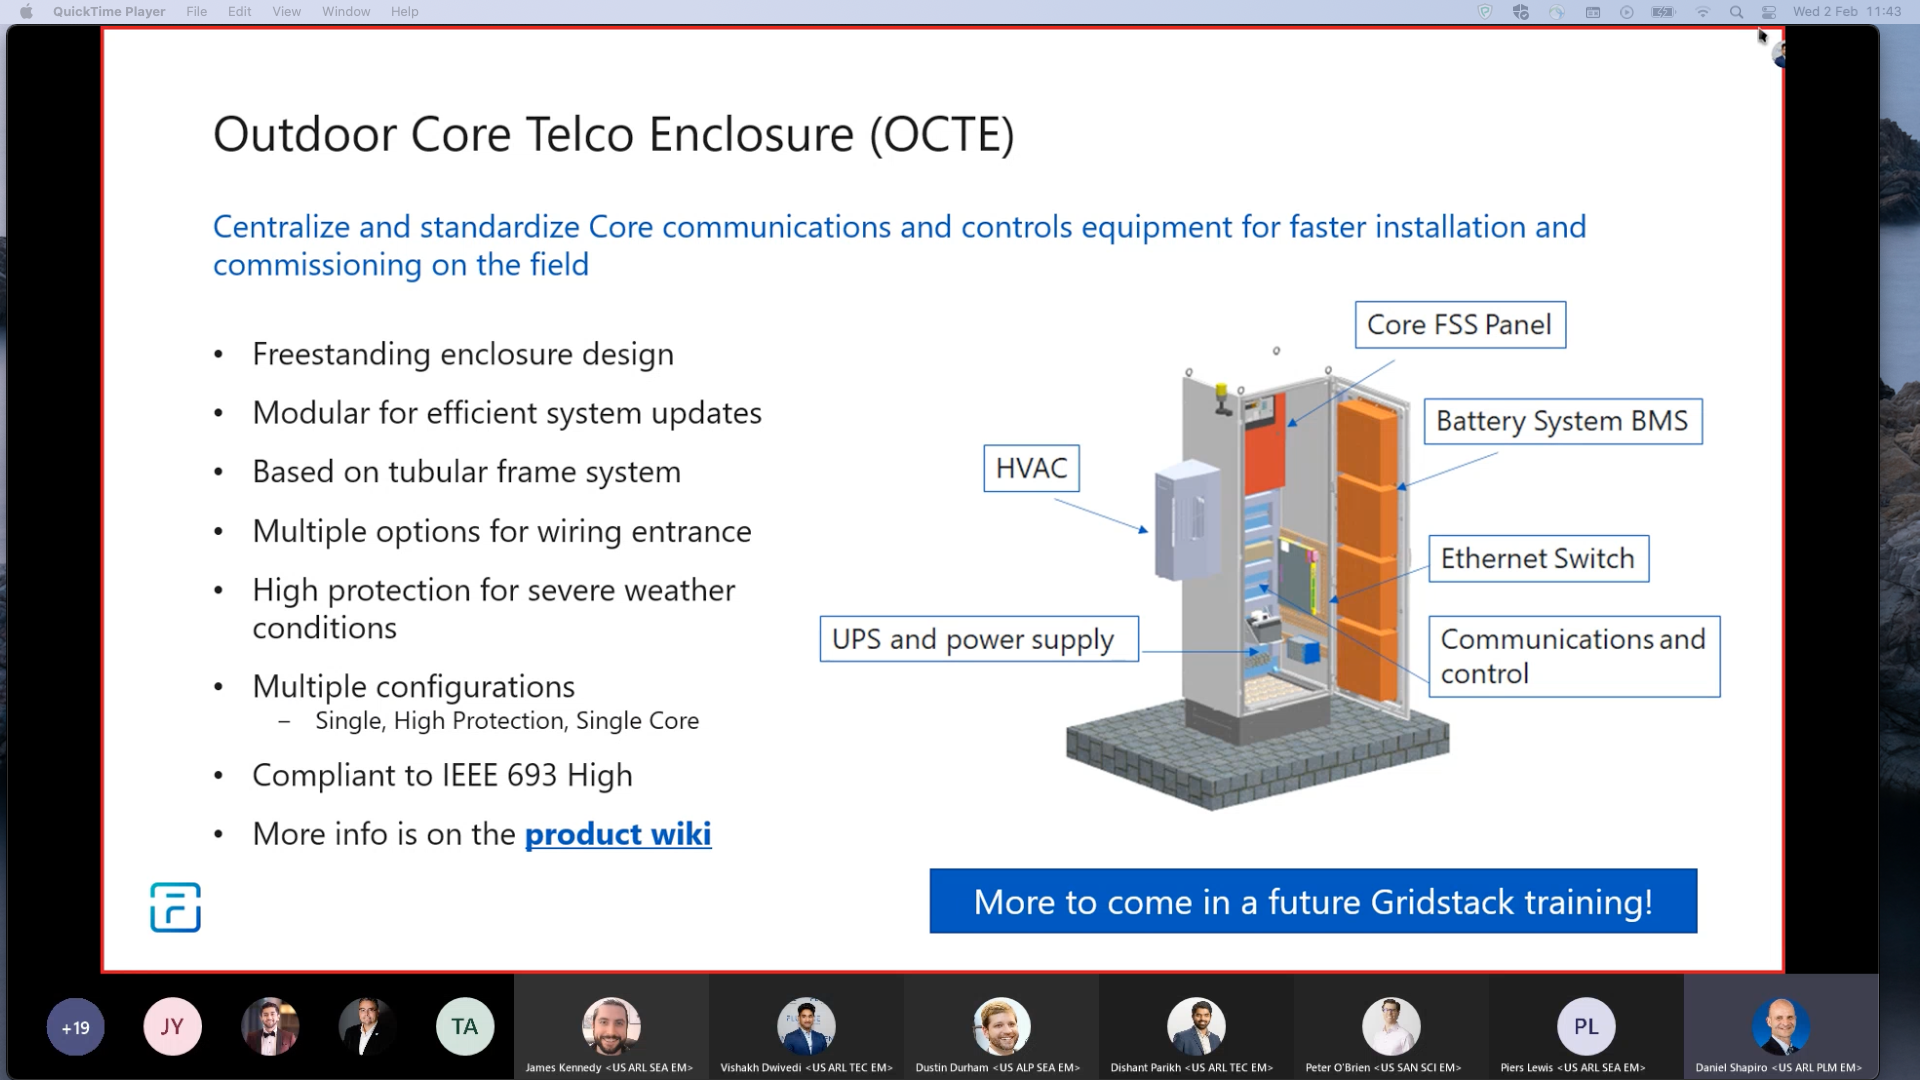 QuickTime Player File Edit View Window Help Wed 2 Feb 11:43
Outdoor Core Telco Enclosure (OCTE)
Centralize and standardize Core communications and controls equipment for faster installation and
commissioning on the field
• Freestanding enclosure design
• Modular for efficient system updates
• Based on tubular frame system
• Multiple options for wiring entrance
• High protection for severe weather
conditions
• Multiple configurations
– Single, High Protection, Single Core
• Compliant to IEEE 693 High
• More info is on the product wiki
Core FSS Panel
Battery System BMS
HVAC
Ethernet Switch
UPS and power supply
Communications and
control
More to come in a future Gridstack training!
+19
JY
TA
PL
James Kennedy <US ARL SEA EM>
Vishakh Dwivedi <US ARL TEC EM>
Dustin Durham <US ALP SEA EM>
Dishant Parikh <US ARL TEC EM>
Peter O'Brien <US SAN SCI EM>
Piers Lewis <US ARL SEA EM>
Daniel Shapiro <US ARL PLM EM>